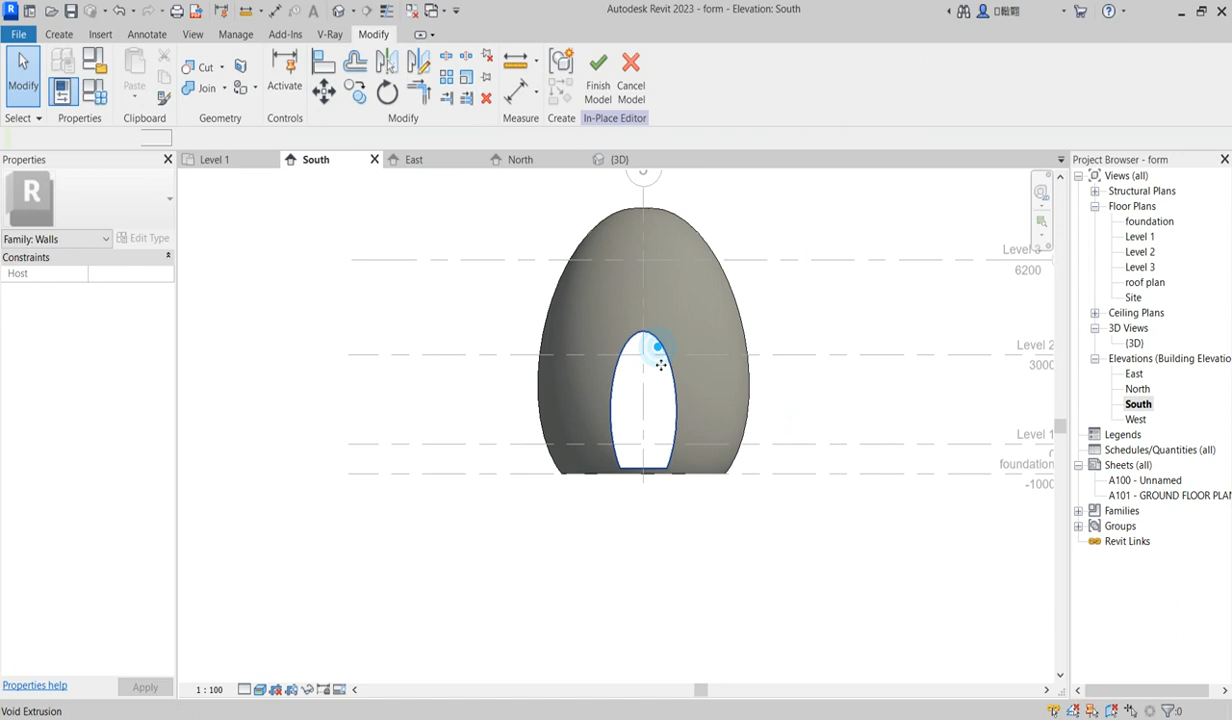 Autodesk Revit 2023 - form - Elevation: South
File Create Insert Annotate View Manage Add-Ins V-Ray Modify
Modify
Paste
Cut
Join
Activate
Finish Model
Cancel Model
Select Properties Clipboard Geometry Controls Modify Measure Create In-Place Editor
Properties
Level 1 South East North {3D}
Project Browser - form
R
Family: Walls
Edit Type
Constraints
Host
Level 3
6200
Level 2
3000
Level 1
foundation
-1000
Views (all)
Structural Plans
Floor Plans
foundation
Level 1
Level 2
Level 3
roof plan
Site
Ceiling Plans
3D Views
{3D}
Elevations (Building Elevatio
East
North
South
West
Legends
Schedules/Quantities (all)
Sheets (all)
A100 - Unnamed
A101 - GROUND FLOOR PLAN
Families
Groups
Revit Links
Properties help
Apply
1 : 100
Void Extrusion
:0